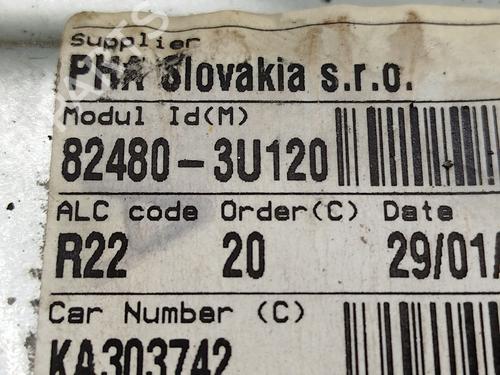 Supplier
PHA Slovakia s.r.o.
Modul Id(M)
82480-3U120
ALC code Order(C) Date
R22 20 29/01/
Car Number (C)
KA303742